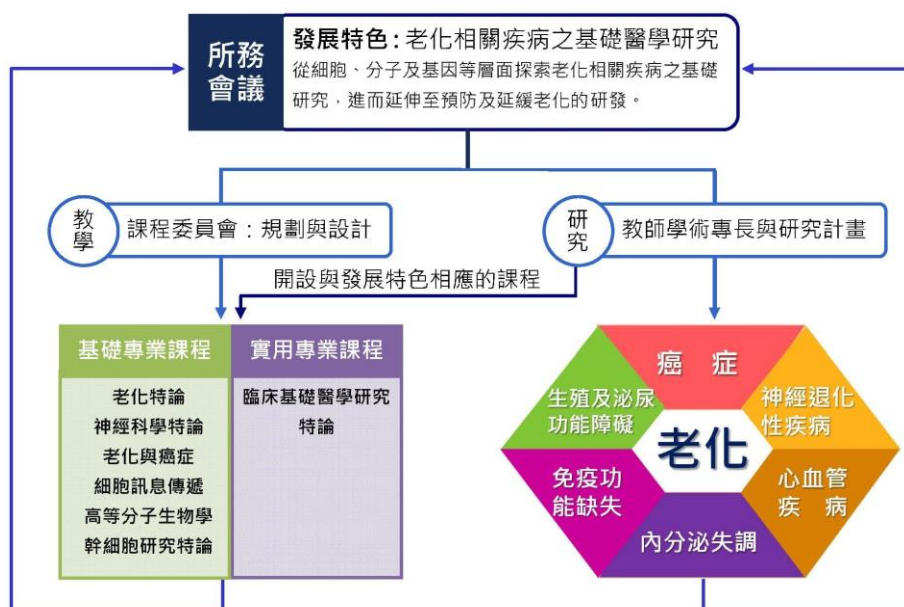 所務
會議
發展特色：老化相關疾病之基礎醫學研究
從細胞、分子及基因等層面探索老化相關疾病之基礎
研究，進而延伸至預防及延緩老化的研發。
教
學
課程委員會：規劃與設計
研
究
教師學術專長與研究計畫
開設與發展特色相應的課程
基礎專業課程
老化特論
神經科學特論
老化與癌症
細胞訊息傳遞
高等分子生物學
幹細胞研究特論
實用專業課程
臨床基礎醫學研究
特論
癌　症
生殖及泌尿
功能障礙
神經退化
性疾病
老化
免疫功
能缺失
心血管
疾　病
內分泌失調